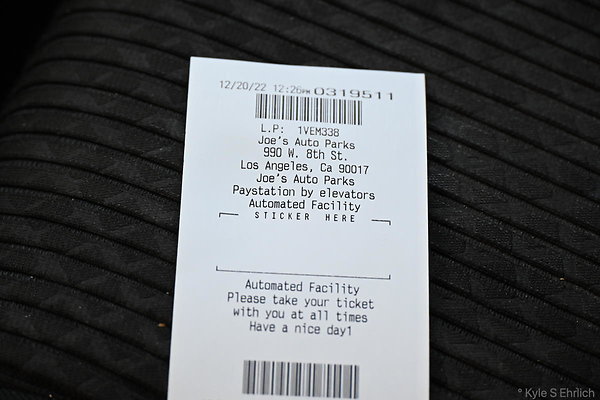 12/20/22 12:26PM 0319511
L.P: 1VEM338
Joe's Auto Parks
990 W. 8th St.
Los Angeles, Ca 90017
Joe's Auto Parks
Paystation by elevators
Automated Facility
STICKER HERE
Automated Facility
Please take your ticket
with you at all times
Have a nice day1
° Kyle S Ehrlich